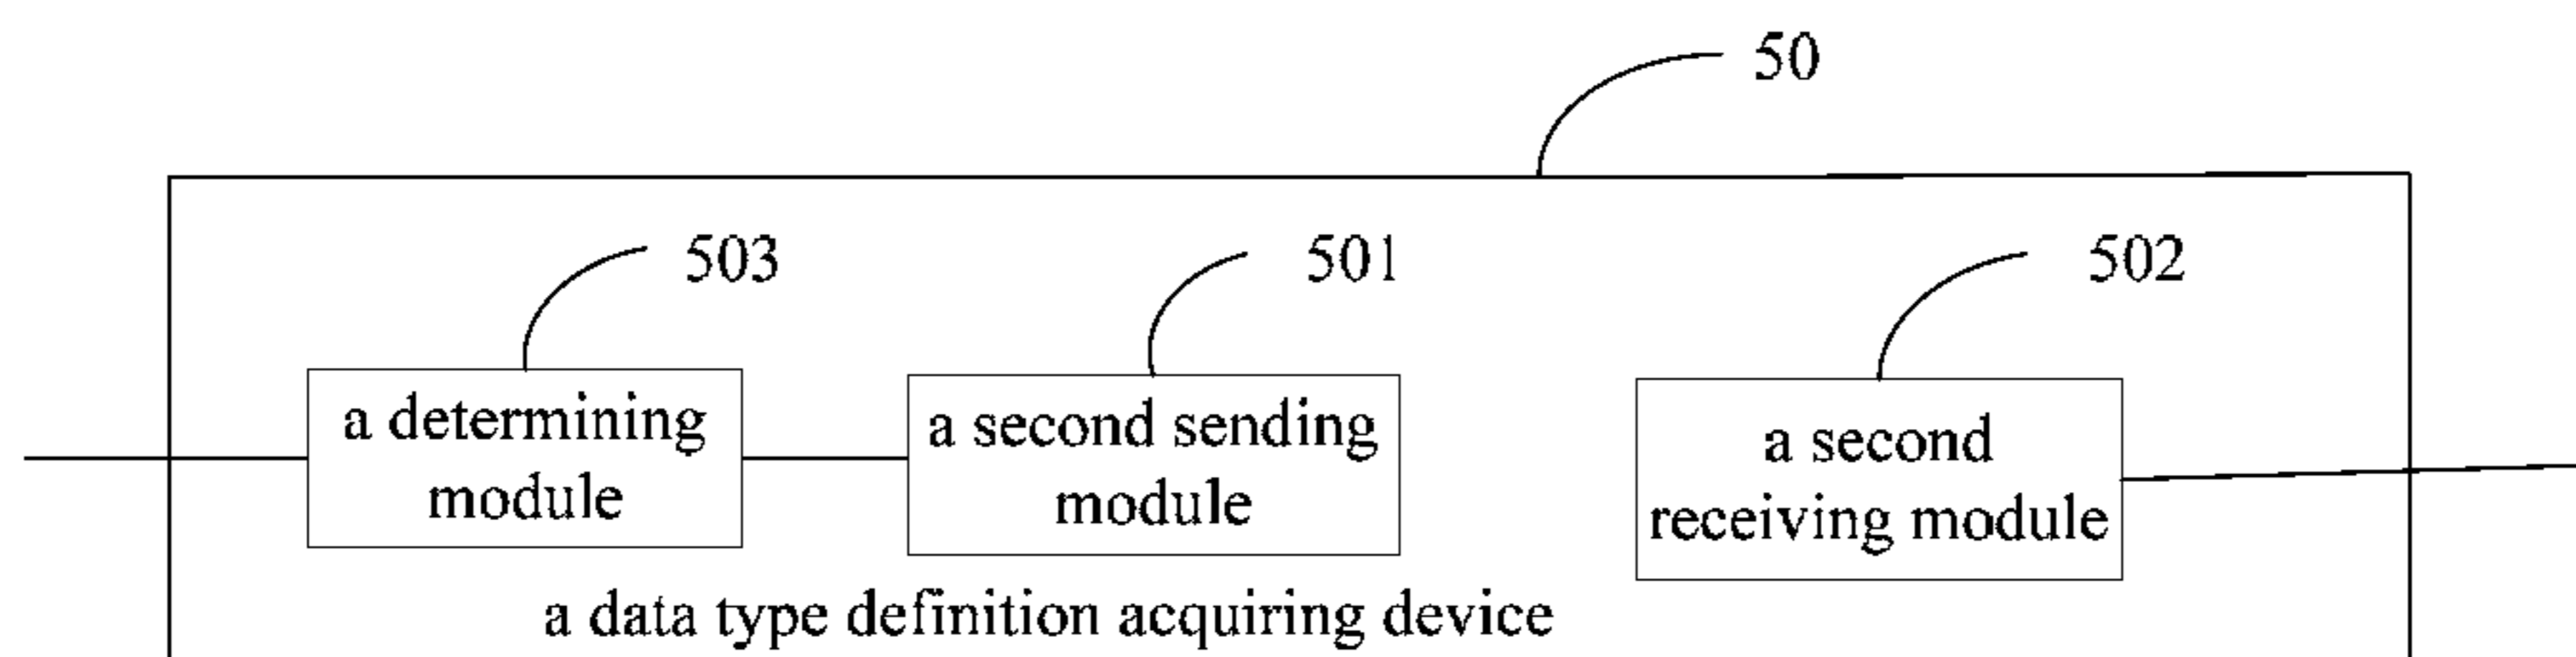 50
503
501
502
a determining
module
a second sending
module
a second
receiving module
a data type definition acquiring device